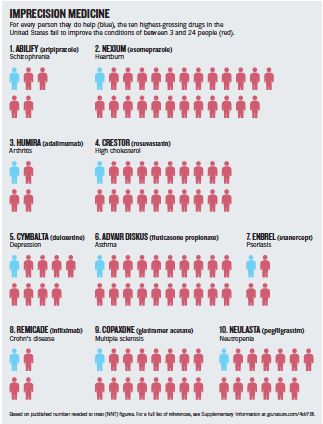 IMPRECISION MEDICINE
For every person they do help (blue), the ten highest-grossing drugs in the
United States fail to improve the conditions of between 3 and 24 people (red).
1. ABILIFY (aripiprazole)
Schizophrenia
2. NEXIUM (esomeprazole)
Heartburn
3. HUMIRA (adalimumab)
Arthritis
4. CRESTOR (rosuvastatin)
High cholesterol
5. CYMBALTA (duloxetine)
Depression
6. ADVAIR DISKUS (fluticasone propionate)
Asthma
7. ENBREL (etanercept)
Psoriasis
8. REMICADE (infliximab)
Crohn's disease
9. COPAXONE (glatiramer acetate)
Multiple sclerosis
10. NEULASTA (pegfilgrastim)
Neutropenia
Based on published number needed to treat (NNT) figures. For a full list of references, see Supplementary Information at